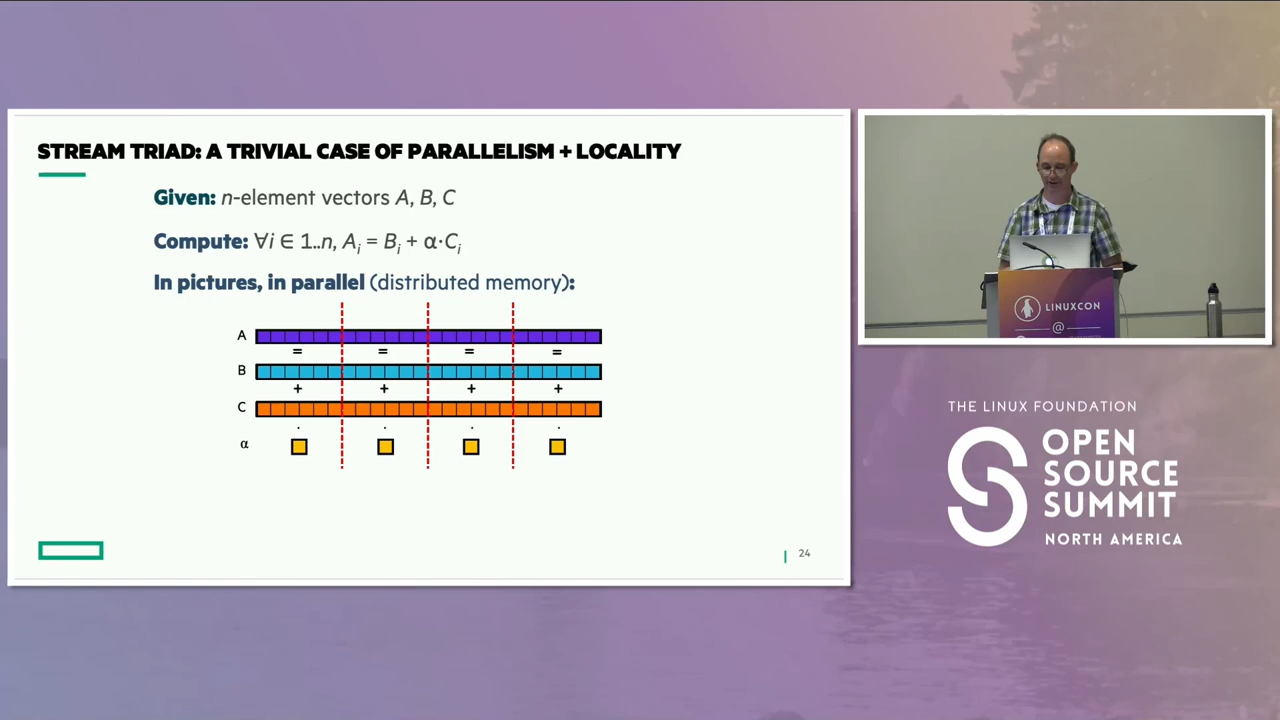 STREAM TRIAD: A TRIVIAL CASE OF PARALLELISM + LOCALITY
Given: n-element vectors A, B, C
Compute: ∀i ∈ 1..n, Aᵢ = Bᵢ + α·Cᵢ
In pictures, in parallel (distributed memory):
A
= = = =
B
+ + + +
C
· · · ·
α
24
LINUXCON
@
THE LINUX FOUNDATION
OPEN
SOURCE
SUMMIT
NORTH AMERICA